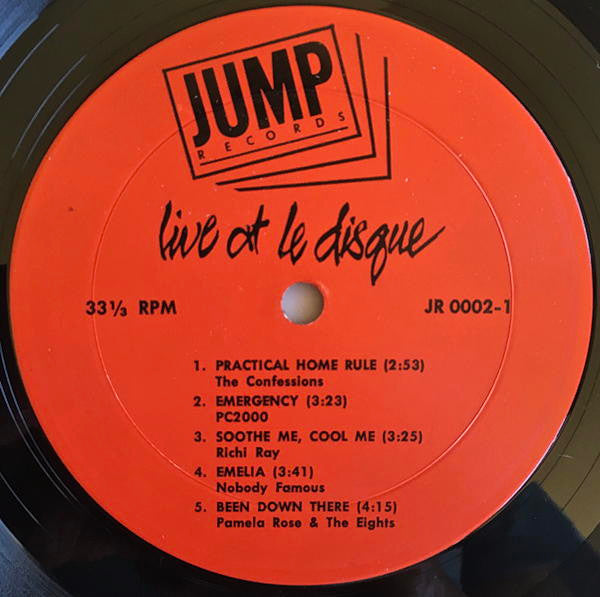 JUMP
RECORDS
live at le disque
33 1/3 RPM
JR 0002-1
1. PRACTICAL HOME RULE (2:53)
The Confessions
2. EMERGENCY (3:23)
PC2000
3. SOOTHE ME, COOL ME (3:25)
Richi Ray
4. EMELIA (3:41)
Nobody Famous
5. BEEN DOWN THERE (4:15)
Pamela Rose & The Eights